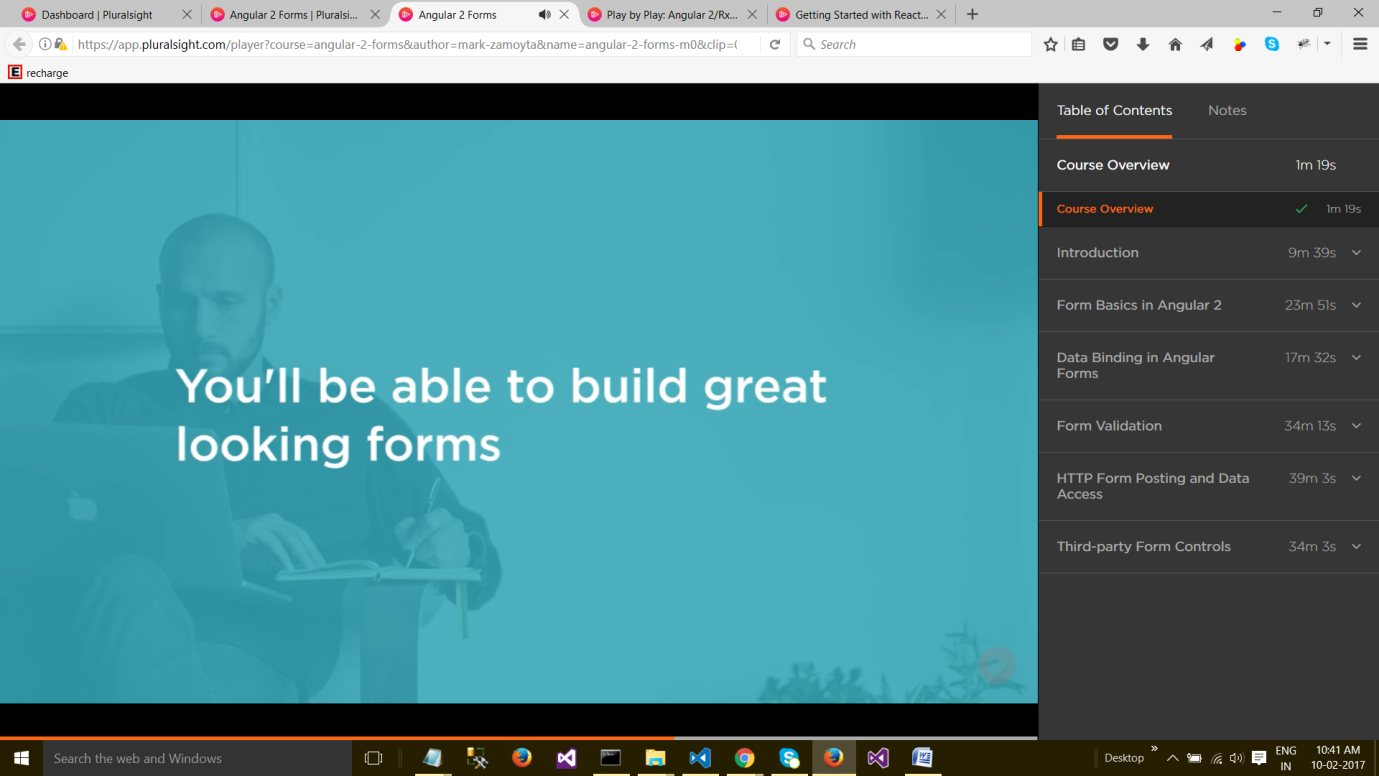 Dashboard | Pluralsight
Angular 2 Forms | Pluralsi...
Angular 2 Forms
Play by Play: Angular 2/Rx...
Getting Started with React...
https://app.pluralsight.com/player?course=angular-2-forms&author=mark-zamoyta&name=angular-2-forms-m0&clip=
Search
E recharge
You'll be able to build great
looking forms
Table of Contents Notes
Course Overview 1m 19s
Course Overview 1m 19s
Introduction 9m 39s
Form Basics in Angular 2 23m 51s
Data Binding in Angular 17m 32s
Forms
Form Validation 34m 13s
HTTP Form Posting and Data 39m 3s
Access
Third-party Form Controls 34m 3s
Search the web and Windows
Desktop
ENG
IN
10:41 AM
10-02-2017